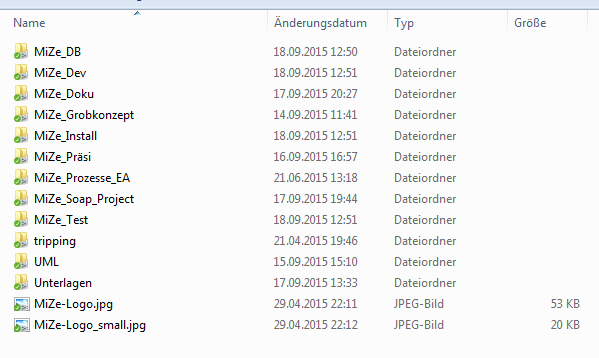 Name Änderungsdatum Typ Größe
MiZe_DB 18.09.2015 12:50 Dateiordner
MiZe_Dev 18.09.2015 12:51 Dateiordner
MiZe_Doku 17.09.2015 20:27 Dateiordner
MiZe_Grobkonzept 14.09.2015 11:41 Dateiordner
MiZe_Install 18.09.2015 12:51 Dateiordner
MiZe_Präsi 16.09.2015 16:57 Dateiordner
MiZe_Prozesse_EA 21.06.2015 13:18 Dateiordner
MiZe_Soap_Project 17.09.2015 19:44 Dateiordner
MiZe_Test 18.09.2015 12:51 Dateiordner
tripping 21.04.2015 19:46 Dateiordner
UML 15.09.2015 15:10 Dateiordner
Unterlagen 17.09.2015 13:33 Dateiordner
MiZe-Logo.jpg 29.04.2015 22:11 JPEG-Bild 53 KB
MiZe-Logo_small.jpg 29.04.2015 22:12 JPEG-Bild 20 KB